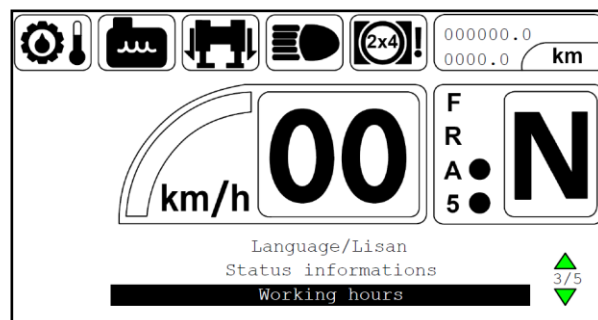 2x4 !
000000.0
0000.0 km
km/h 00
F
R
A
5
N
Language/Lisan
Status informations
Working hours
3/5